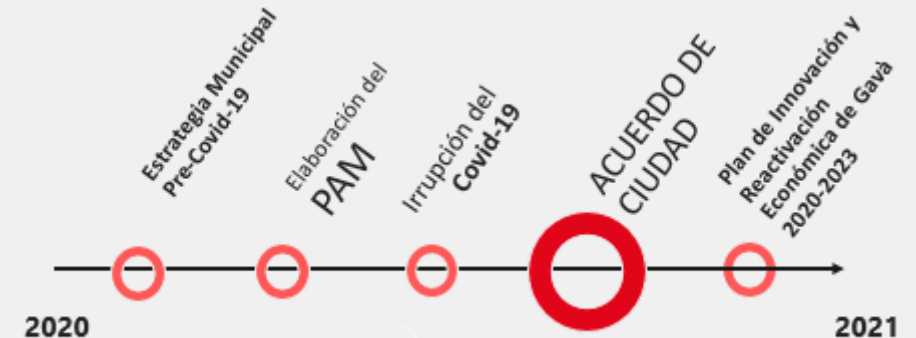 Estrategia Municipal
Pre-Covid-19
Elaboración del
PAM
Irrupción del
Covid-19
ACUERDO DE
CIUDAD
Plan de Innovación y
Reactivación
Económica de Gavà
2020-2023
2020
2021